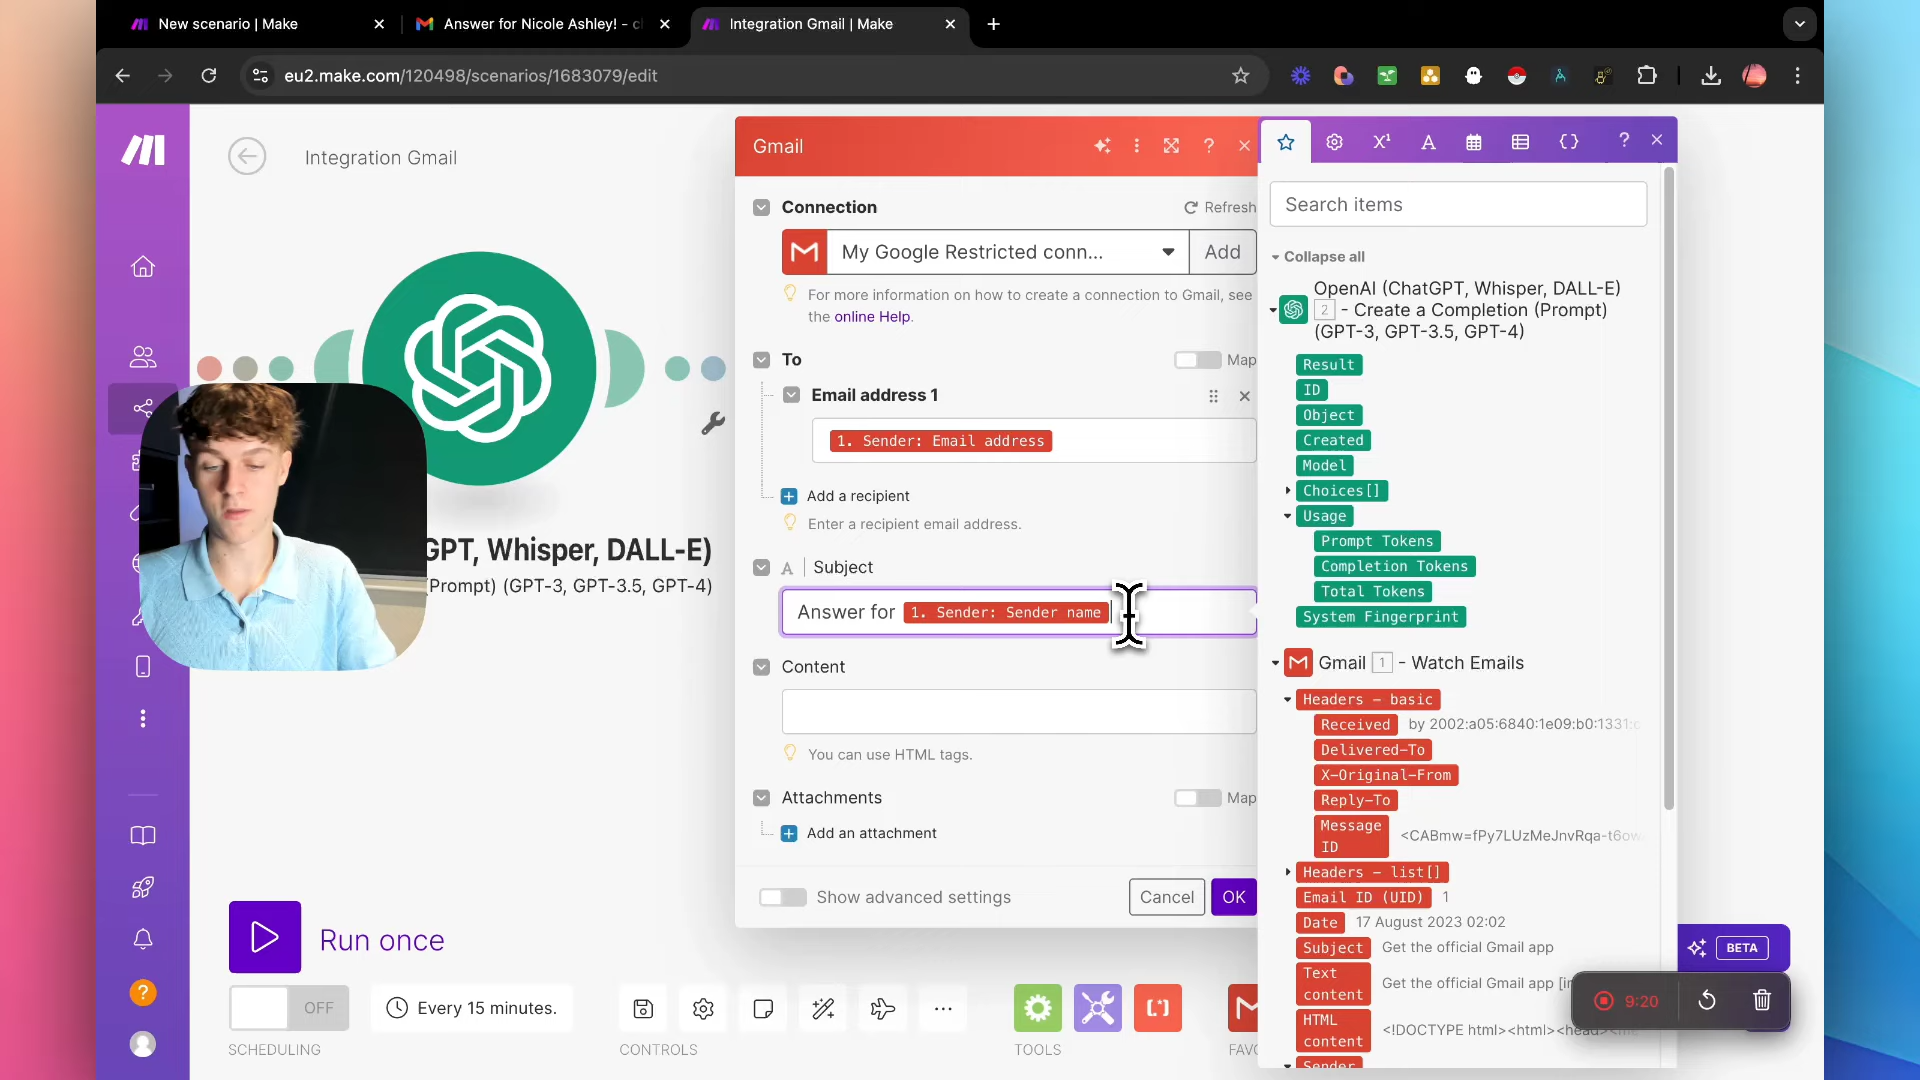 New scenario | Make
Answer for Nicole Ashley! - c
Integration Gmail | Make
eu2.make.com/120498/scenarios/1683079/edit
Integration Gmail
GPT, Whisper, DALL-E)
(Prompt) (GPT-3, GPT-3.5, GPT-4)
Run once
OFF
Every 15 minutes.
SCHEDULING
CONTROLS
TOOLS
FAVO
Gmail
Connection
Refresh
My Google Restricted conn...
Add
For more information on how to create a connection to Gmail, see
the online Help.
To
Map
Email address 1
1. Sender: Email address
Add a recipient
Enter a recipient email address.
A | Subject
Answer for 1. Sender: Sender name
Content
You can use HTML tags.
Attachments
Map
Add an attachment
Show advanced settings
Cancel
OK
Search items
Collapse all
OpenAI (ChatGPT, Whisper, DALL-E)
2 - Create a Completion (Prompt)
(GPT-3, GPT-3.5, GPT-4)
Result
ID
Object
Created
Model
Choices[]
Usage
Prompt Tokens
Completion Tokens
Total Tokens
System Fingerprint
Gmail 1 - Watch Emails
Headers – basic
Received by 2002:a05:6840:1e09:b0:1331:c
Delivered-To
X-Original-From
Reply-To
Message
ID <CABmw=fPy7LUzMeJnvRqa-t6ow
Headers – list[]
Email ID (UID) 1
Date 17 August 2023 02:02
Subject Get the official Gmail app
Text
content Get the official Gmail app [i
HTML
content <!DOCTYPE html><html><head><me
Sender
BETA
9:20